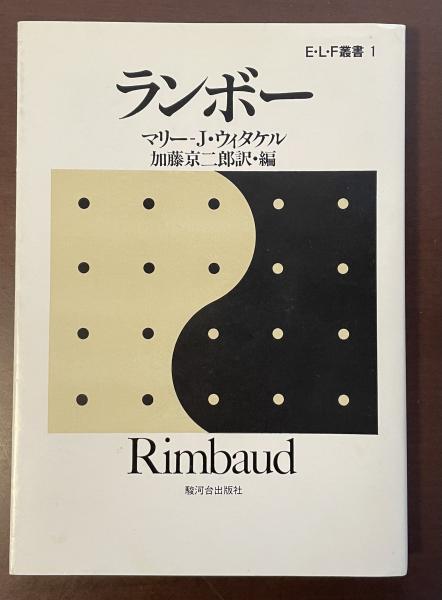 E・L・F叢書 1
ランボー
マリー-J・ウィタケル
加藤京二郎訳・編
Rimbaud
駿河台出版社